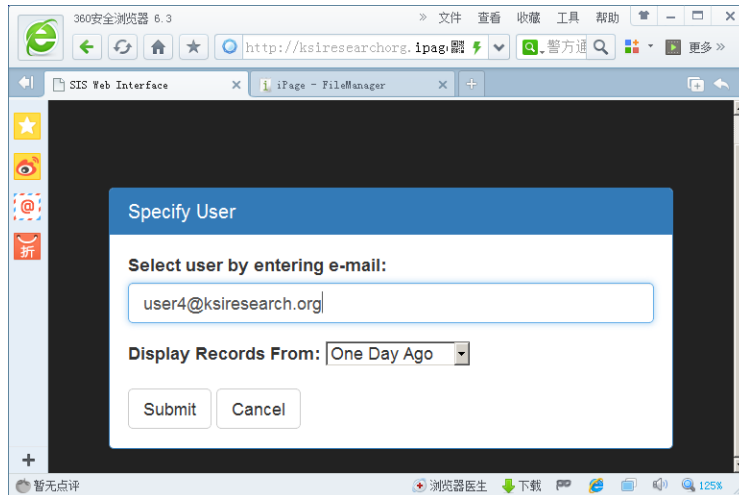 360安全浏览器 6.3 » 文件 查看 收藏 工具 帮助
http://ksiresearchorg.ipag 警方通 更多 »
SIS Web Interface iPage - FileManager
Specify User
Select user by entering e-mail:
user4@ksiresearch.org
折
Display Records From: One Day Ago
Submit Cancel
暂无点评 浏览器医生 下载 125%